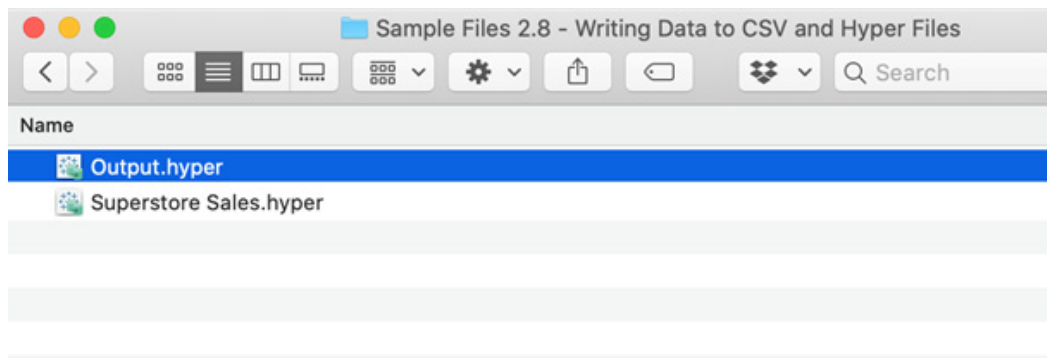 Sample Files 2.8 - Writing Data to CSV and Hyper Files
Search
Name
Output.hyper
Superstore Sales.hyper